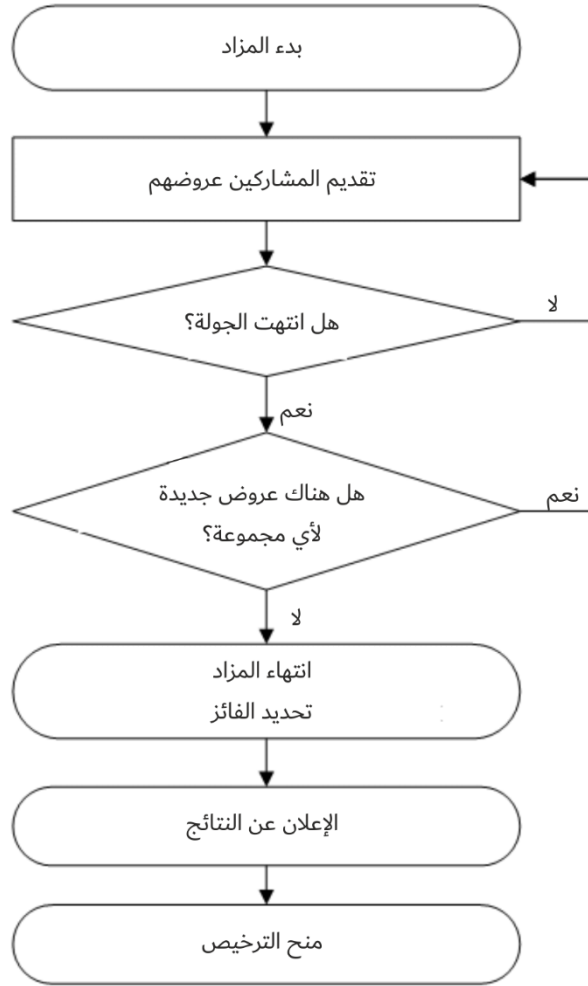 بدء المزاد
تقديم المشاركين عروضهم
هل انتهت الجولة؟
لا
نعم
هل هناك عروض جديدة
لأي مجموعة؟
نعم
لا
انتهاء المزاد
تحديد الفائز
الإعلان عن النتائج
منح الترخيص